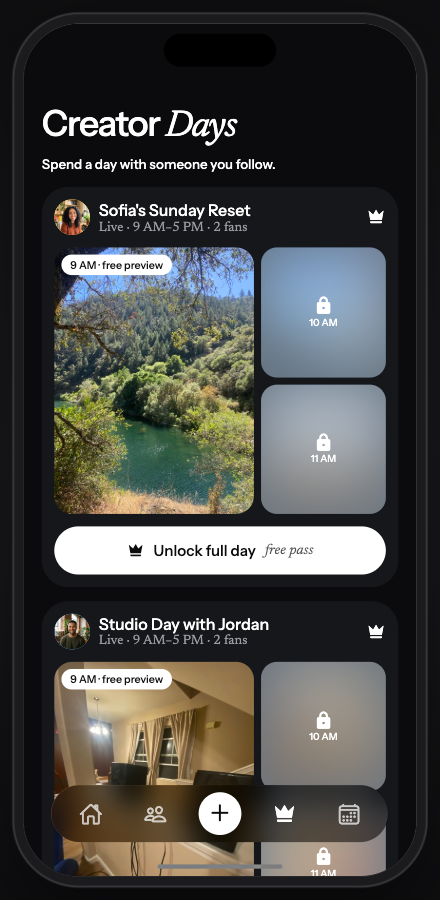 Creator Days
Spend a day with someone you follow.
Sofia's Sunday Reset
Live · 9 AM–5 PM · 2 fans
9 AM · free preview
10 AM
11 AM
Unlock full day free pass
Studio Day with Jordan
Live · 9 AM–5 PM · 2 fans
9 AM · free preview
10 AM
11 AM